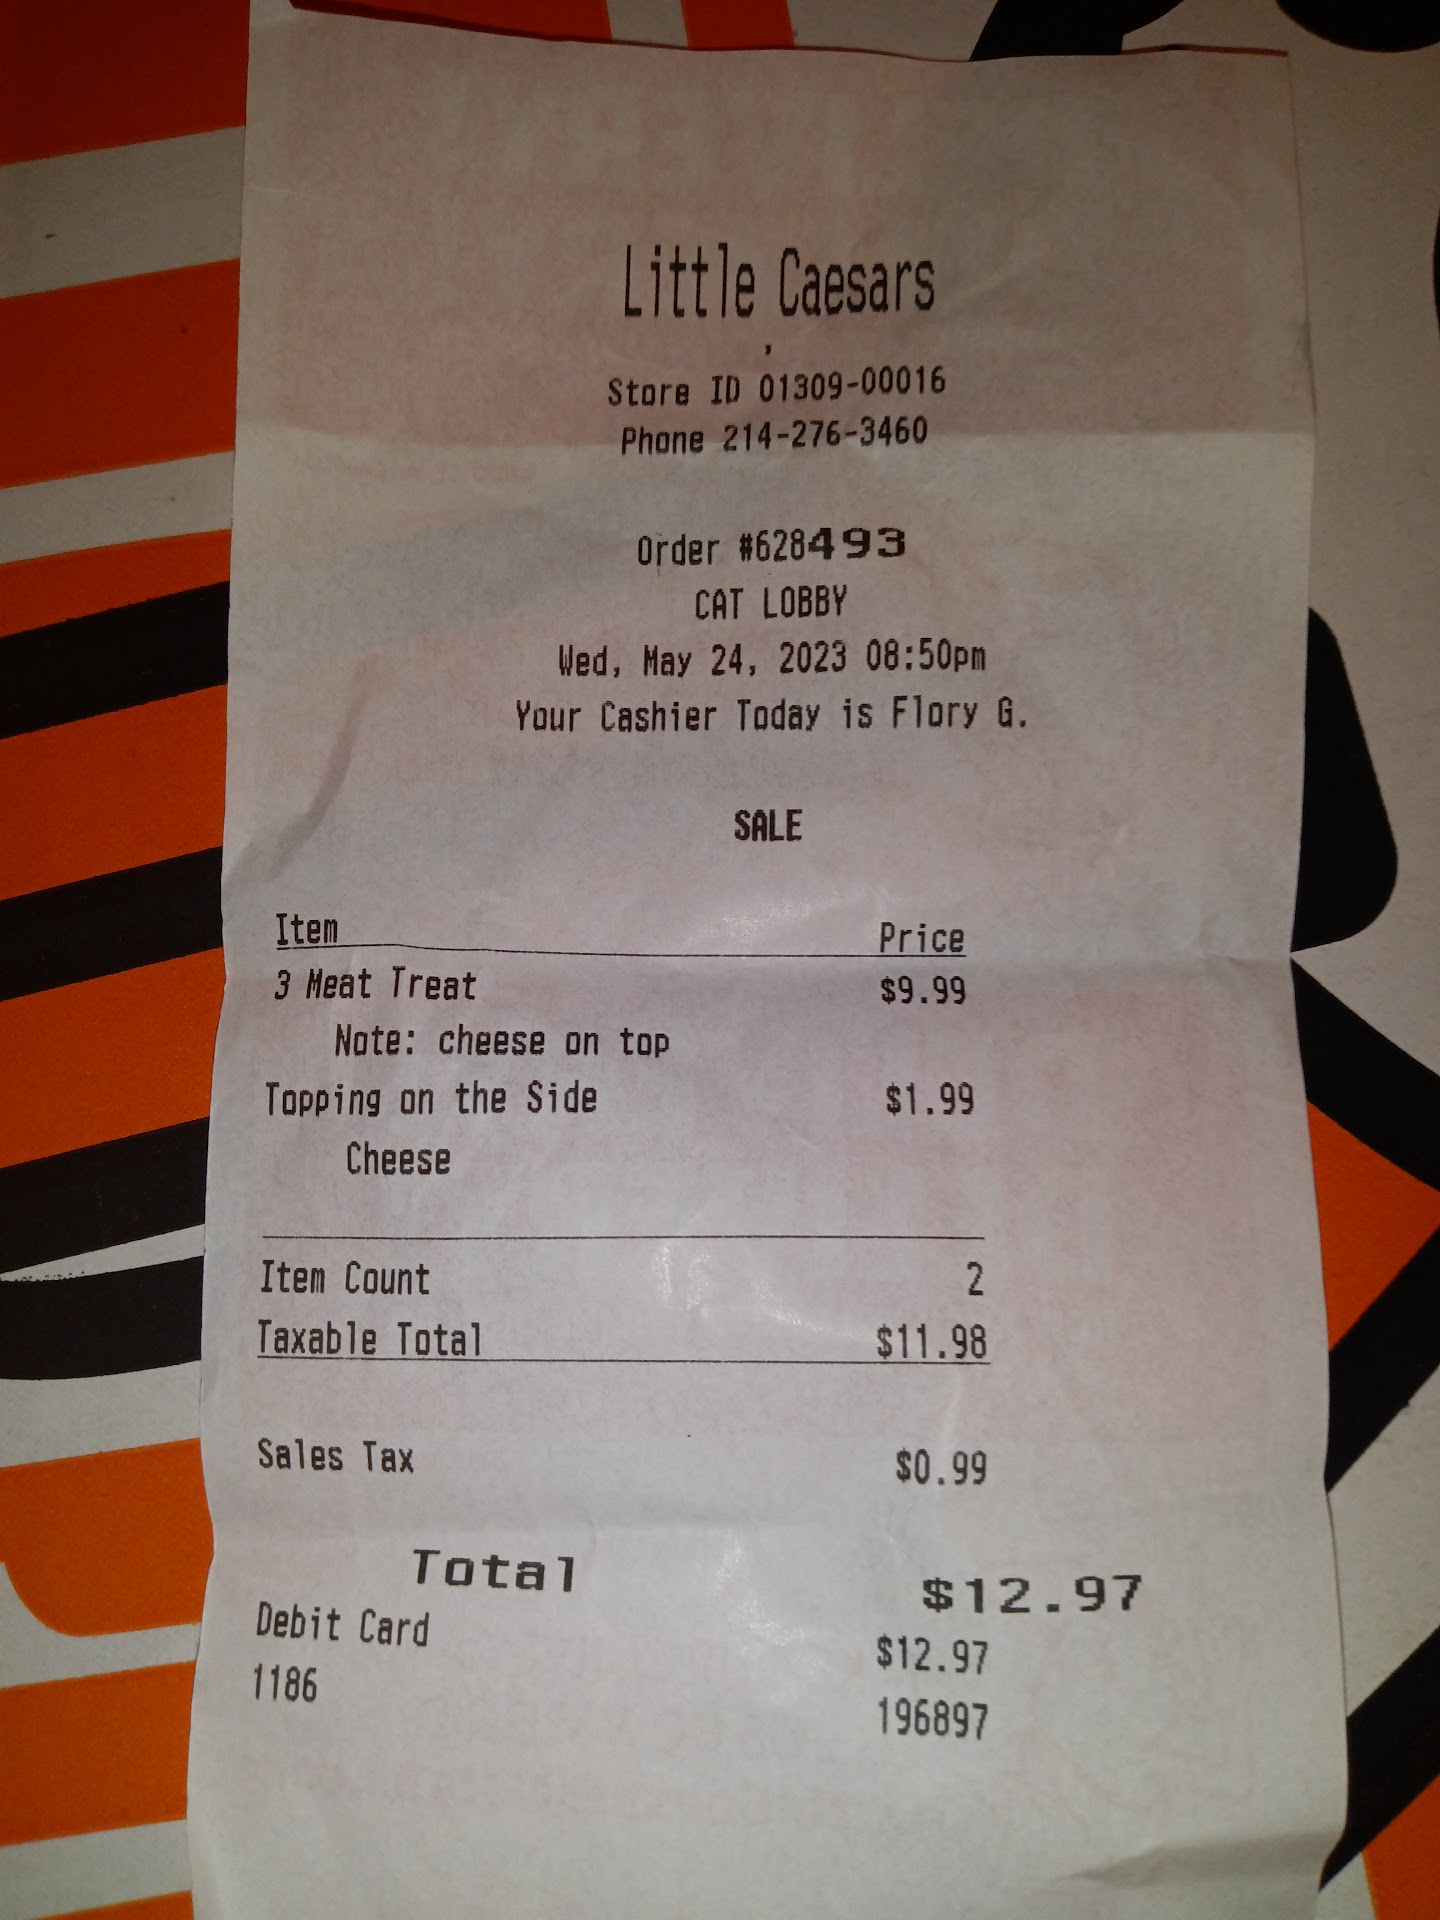 Little Caesars
,
Store ID 01309-00016
Phone 214-276-3460
Order #628493
CAT LOBBY
Wed, May 24, 2023 08:50pm
Your Cashier Today is Flory G.
SALE
Item Price
3 Meat Treat $9.99
Note: cheese on top
Topping on the Side $1.99
Cheese
Item Count 2
Taxable Total $11.98
Sales Tax $0.99
Total $12.97
Debit Card $12.97
1186 196897